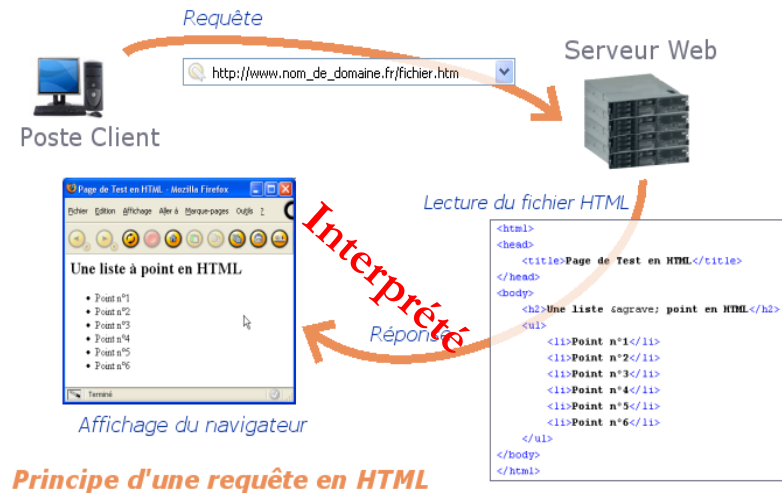 Requête
http://www.nom_de_domaine.fr/fichier.htm
Serveur Web
Poste Client
Page de Test en HTML - Mozilla Firefox
Fichier Edition Affichage Aller à Marque-pages Outils ?
Une liste à point en HTML
Point n°1
Point n°2
Point n°3
Point n°4
Point n°5
Point n°6
Terminé
Affichage du navigateur
Interprété
Réponse
Lecture du fichier HTML
<html>
<head>
<title>Page de Test en HTML</title>
</head>
<body>
<h2>Une liste &agrave; point en HTML</h2>
<ul>
<li>Point n°1</li>
<li>Point n°2</li>
<li>Point n°3</li>
<li>Point n°4</li>
<li>Point n°5</li>
<li>Point n°6</li>
</ul>
</body>
</html>
Principe d'une requête en HTML